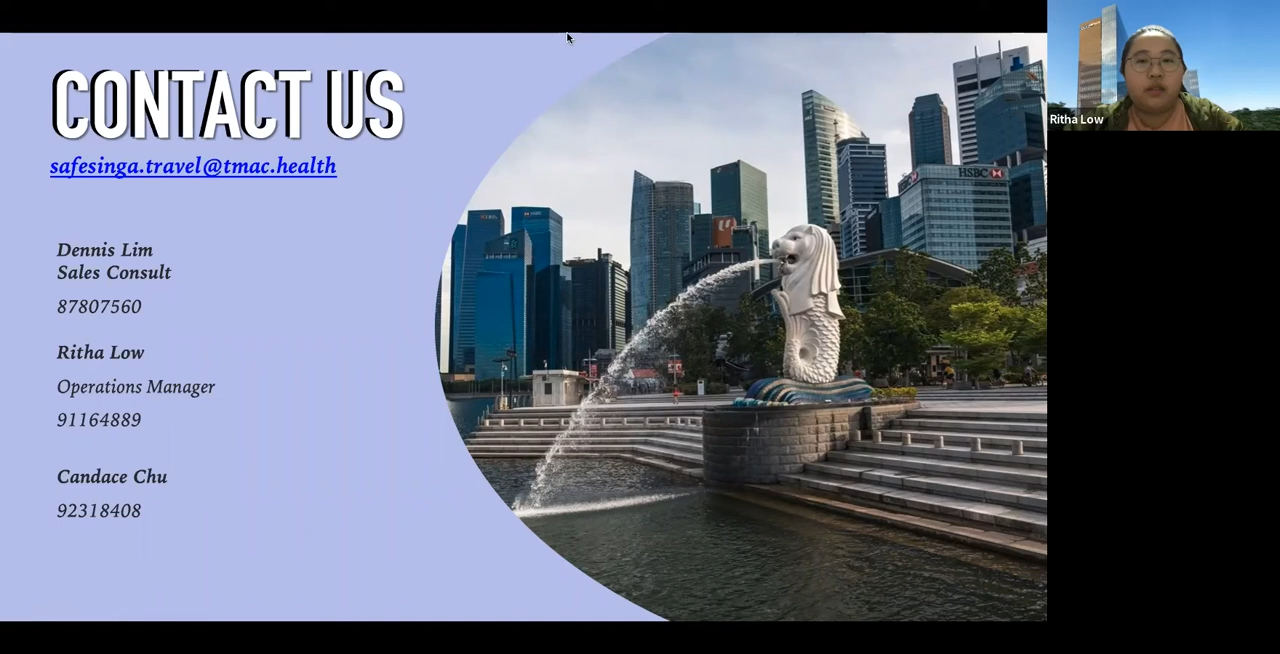 CONTACT US
safesinga.travel@tmac.health
Dennis Lim
Sales Consult
87807560
Ritha Low
Operations Manager
91164889
Candace Chu
92318408
HSBC
Ritha Low